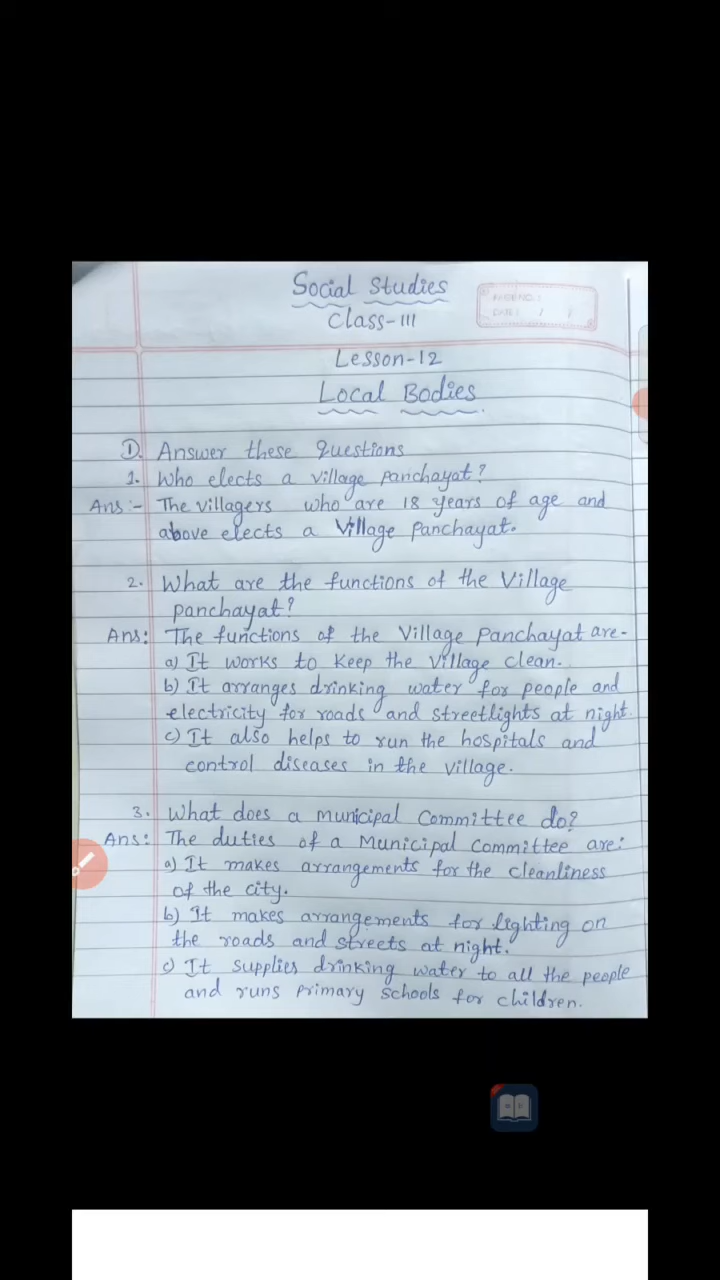 Social Studies
PAGE NO.:
DATE: / /
Class-III
Lesson-12
Local Bodies
D. Answer these questions
1. Who elects a village panchayat?
Ans:- The villagers who are 18 years of age and
above elects a Village Panchayat.
2. What are the functions of the Village
panchayat?
Ans: The functions of the Village Panchayat are-
a) It works to keep the Village clean.
b) It arranges drinking water for people and
electricity for roads and streetlights at night.
c) It also helps to run the hospitals and
control diseases in the village.
3. What does a Municipal Committee do?
Ans: The duties of a Municipal Committee are:
a) It makes arrangements for the cleanliness
of the city.
b) It makes arrangements for lighting on
the roads and streets at night.
c) It supplies drinking water to all the people
and runs primary schools for children.